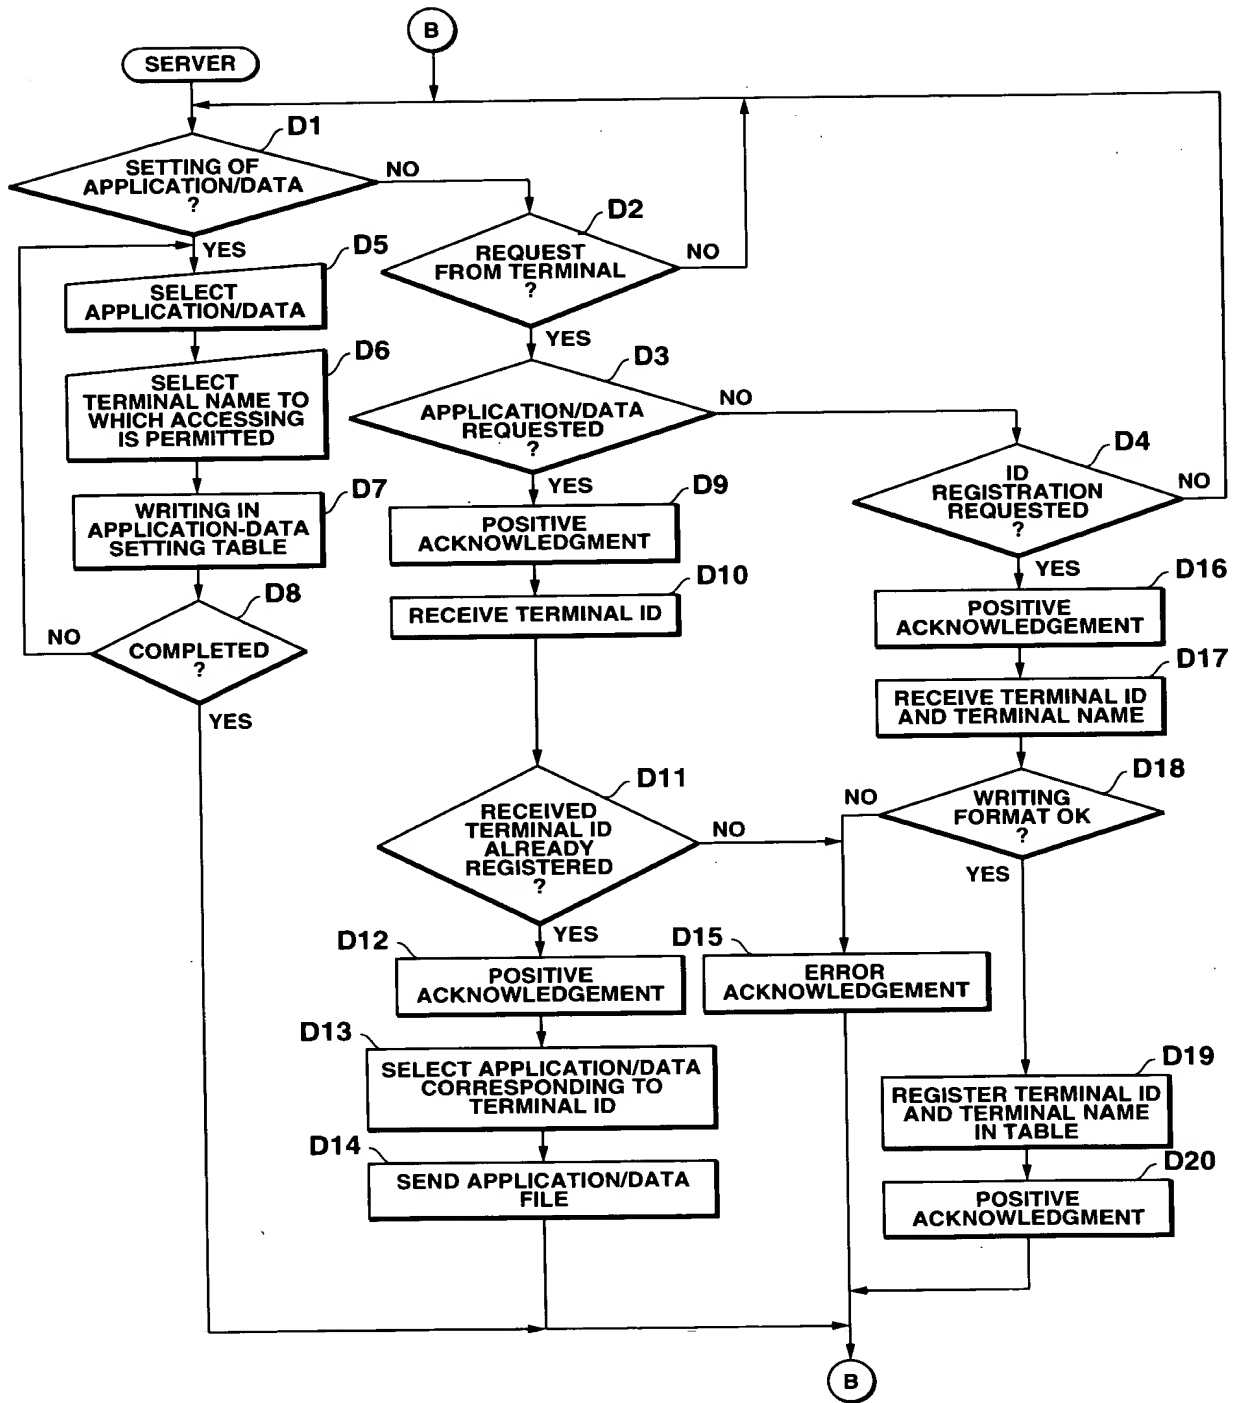 B
SERVER
D1
SETTING OF
APPLICATION/DATA
?
NO
YES
D2
REQUEST
FROM TERMINAL
?
NO
YES
D5
SELECT
APPLICATION/DATA
D6
SELECT
TERMINAL NAME TO
WHICH ACCESSING
IS PERMITTED
D7
WRITING IN
APPLICATION-DATA
SETTING TABLE
D8
COMPLETED
?
NO
YES
D3
APPLICATION/DATA
REQUESTED
?
NO
YES
D4
ID
REGISTRATION
REQUESTED
?
NO
YES
D9
POSITIVE
ACKNOWLEDGMENT
D10
RECEIVE TERMINAL ID
D11
RECEIVED
TERMINAL ID
ALREADY
REGISTERED
?
NO
YES
D12
POSITIVE
ACKNOWLEDGEMENT
D13
SELECT APPLICATION/DATA
CORRESPONDING TO
TERMINAL ID
D14
SEND APPLICATION/DATA
FILE
D15
ERROR
ACKNOWLEDGEMENT
D16
POSITIVE
ACKNOWLEDGEMENT
D17
RECEIVE TERMINAL ID
AND TERMINAL NAME
D18
WRITING
FORMAT OK
?
NO
YES
D19
REGISTER TERMINAL ID
AND TERMINAL NAME
IN TABLE
D20
POSITIVE
ACKNOWLEDGMENT
B